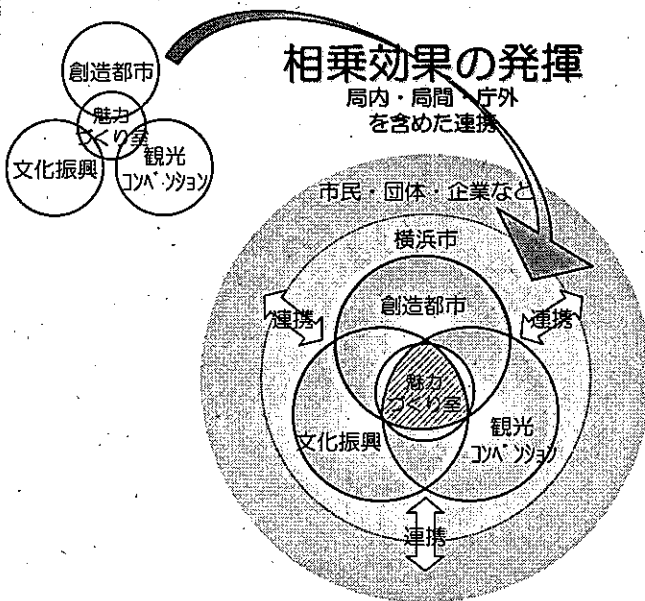 相乗効果の発揮
局内・局間・庁外
を含めた連携
創造都市
魅力
づくり室
文化振興
観光
コンベンション
市民・団体・企業など
横浜市
創造都市
連携
連携
魅力
づくり室
文化振興
観光
コンベンション
連携